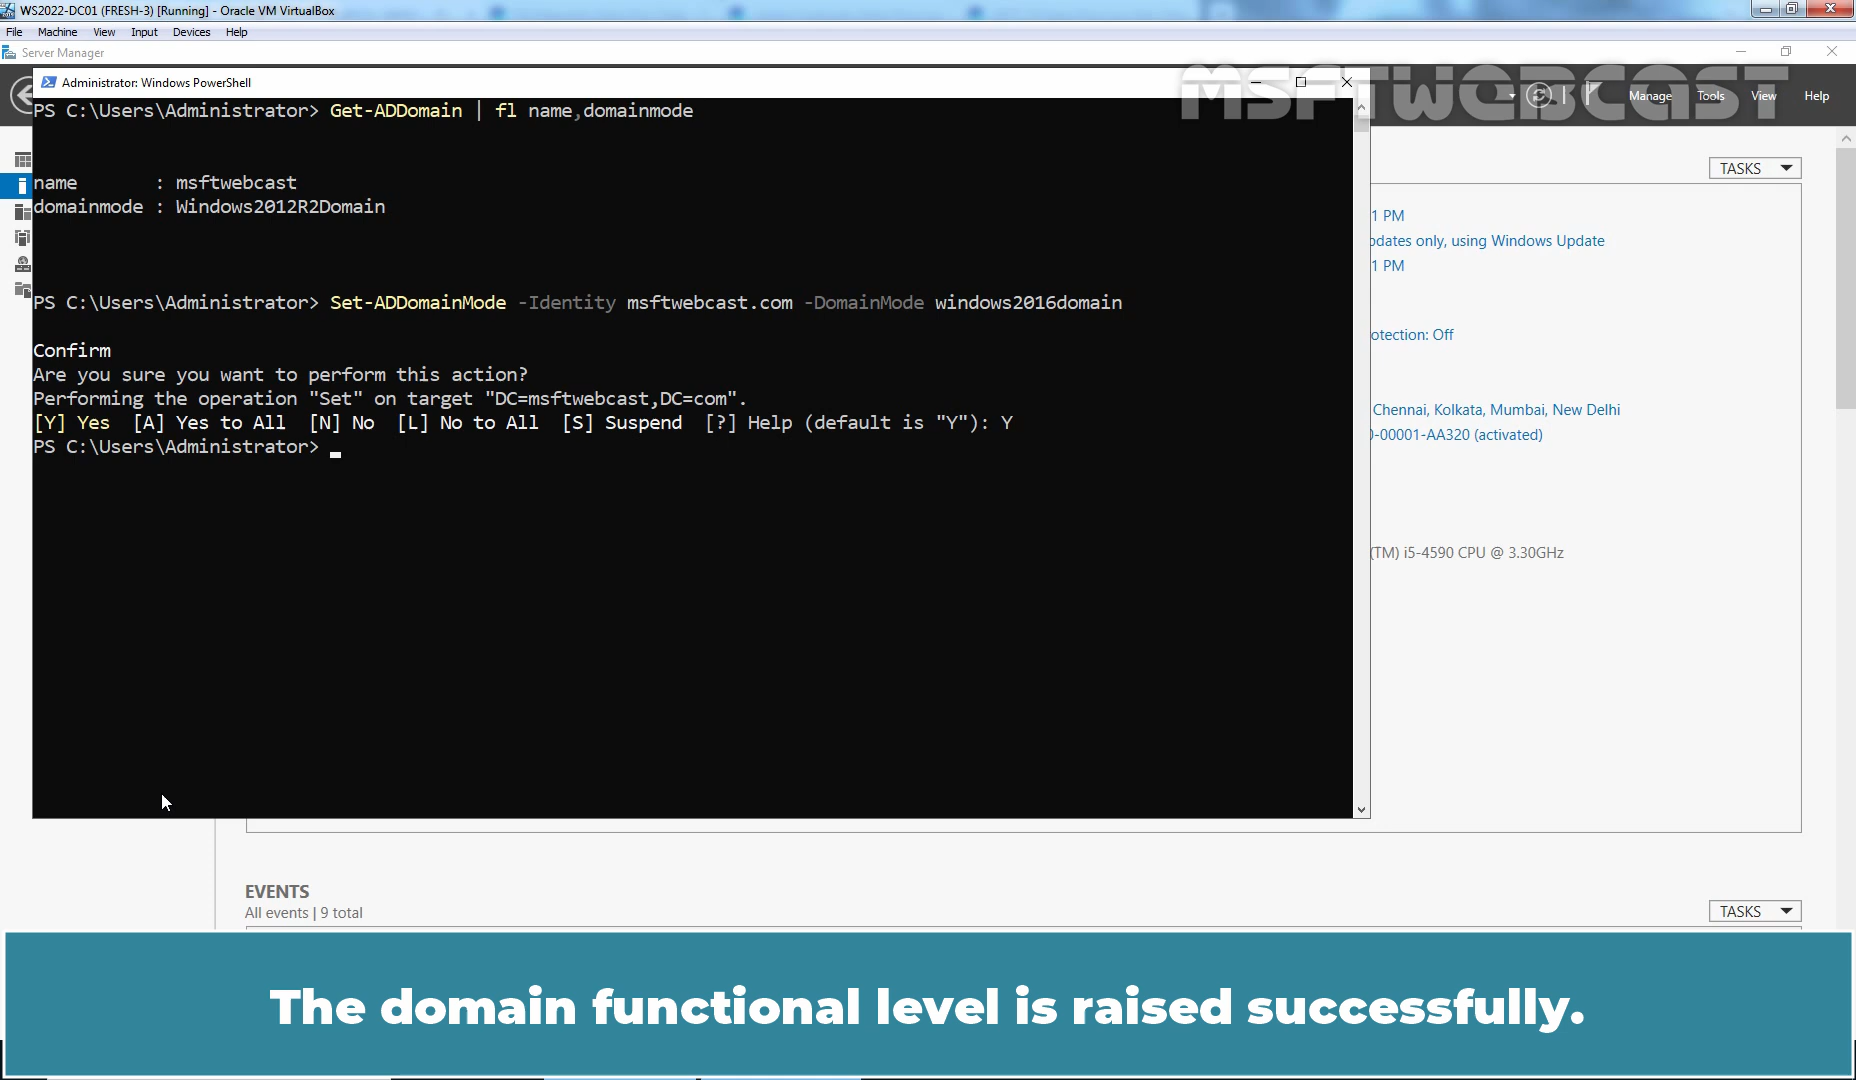 WS2022-DC01 (FRESH-3) [Running] - Oracle VM VirtualBox
File Machine View Input Devices Help
Server Manager
Administrator: Windows PowerShell
MSFTWEBCAST
Manage Tools View Help
PS C:\Users\Administrator> Get-ADDomain | fl name,domainmode
name : msftwebcast
domainmode : Windows2012R2Domain
PS C:\Users\Administrator> Set-ADDomainMode -Identity msftwebcast.com -DomainMode windows2016domain
Confirm
Are you sure you want to perform this action?
Performing the operation "Set" on target "DC=msftwebcast,DC=com".
[Y] Yes [A] Yes to All [N] No [L] No to All [S] Suspend [?] Help (default is "Y"): Y
PS C:\Users\Administrator>
TASKS
1 PM
pdates only, using Windows Update
1 PM
otection: Off
Chennai, Kolkata, Mumbai, New Delhi
0-00001-AA320 (activated)
(TM) i5-4590 CPU @ 3.30GHz
EVENTS
All events | 9 total
TASKS
The domain functional level is raised successfully.